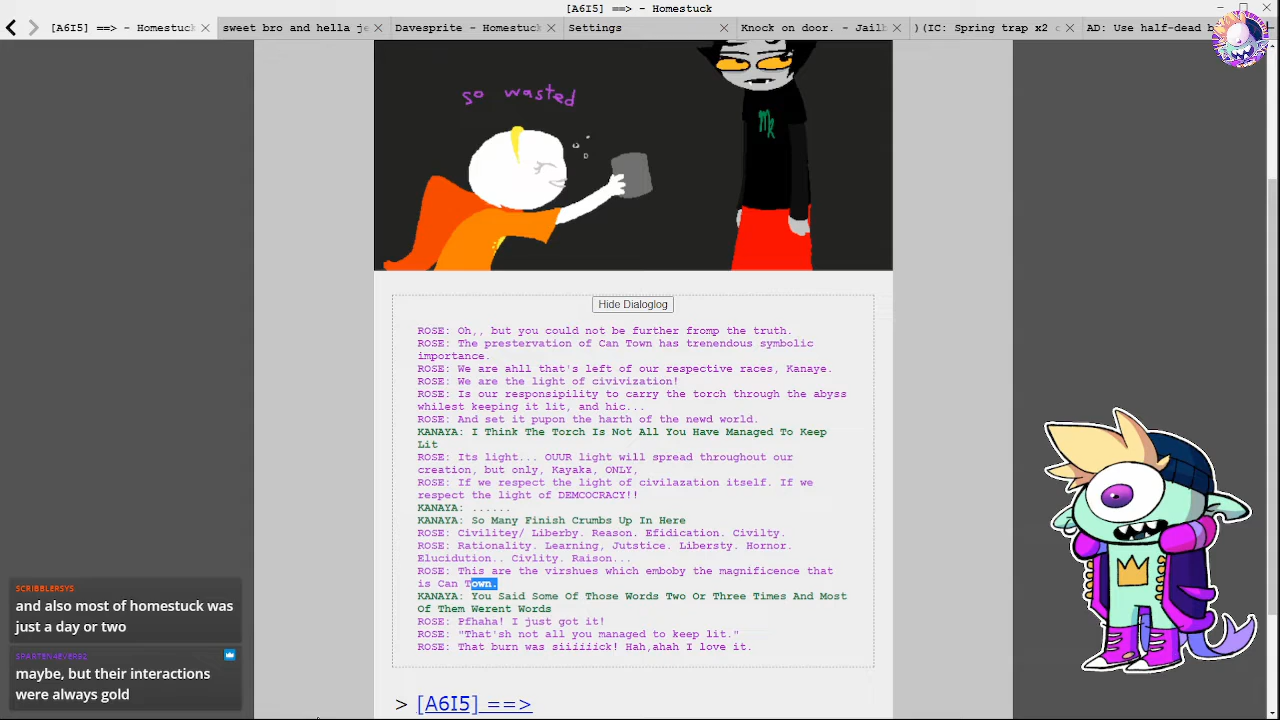 [A6I5] ==> - Homestuck
[A6I5] ==> - Homestuck
sweet bro and hella je
Davesprite - Homestuck
Settings
Knock on door. - Jailb
)(IC: Spring trap x2 c
AD: Use half-dead b
so wasted
Hide Dialoglog
ROSE: Oh,, but you could not be further fromp the truth.
ROSE: The prestervation of Can Town has trenendous symbolic
importance.
ROSE: We are ahll that's left of our respective races, Kanaye.
ROSE: We are the light of civivization!
ROSE: Is our responsipility to carry the torch through the abyss
whilest keeping it lit, and hic...
ROSE: And set it pupon the harth of the newd world.
KANAYA: I Think The Torch Is Not All You Have Managed To Keep
Lit
ROSE: Its light... OUUR light will spread throughout our
creation, but only, Kayaka, ONLY,
ROSE: If we respect the light of civilazation itself. If we
respect the light of DEMCOCRACY!!
KANAYA: ......
KANAYA: So Many Finish Crumbs Up In Here
ROSE: Civilitey/ Liberby. Reason. Efidication. Civilty.
ROSE: Rationality. Learning, Jutstice. Libersty. Hornor.
Elucidution.. Civlity. Raison...
ROSE: This are the virshues which emboby the magnificence that
is Can Town.
KANAYA: You Said Some Of Those Words Two Or Three Times And Most
Of Them Werent Words
ROSE: Pfhaha! I just got it!
ROSE: "That'sh not all you managed to keep lit."
ROSE: That burn was siiiiiick! Hah,ahah I love it.
> [A6I5] ==>
SCRIBBLERSYS
and also most of homestuck was
just a day or two
SPARTEN4EVER92
maybe, but their interactions
were always gold